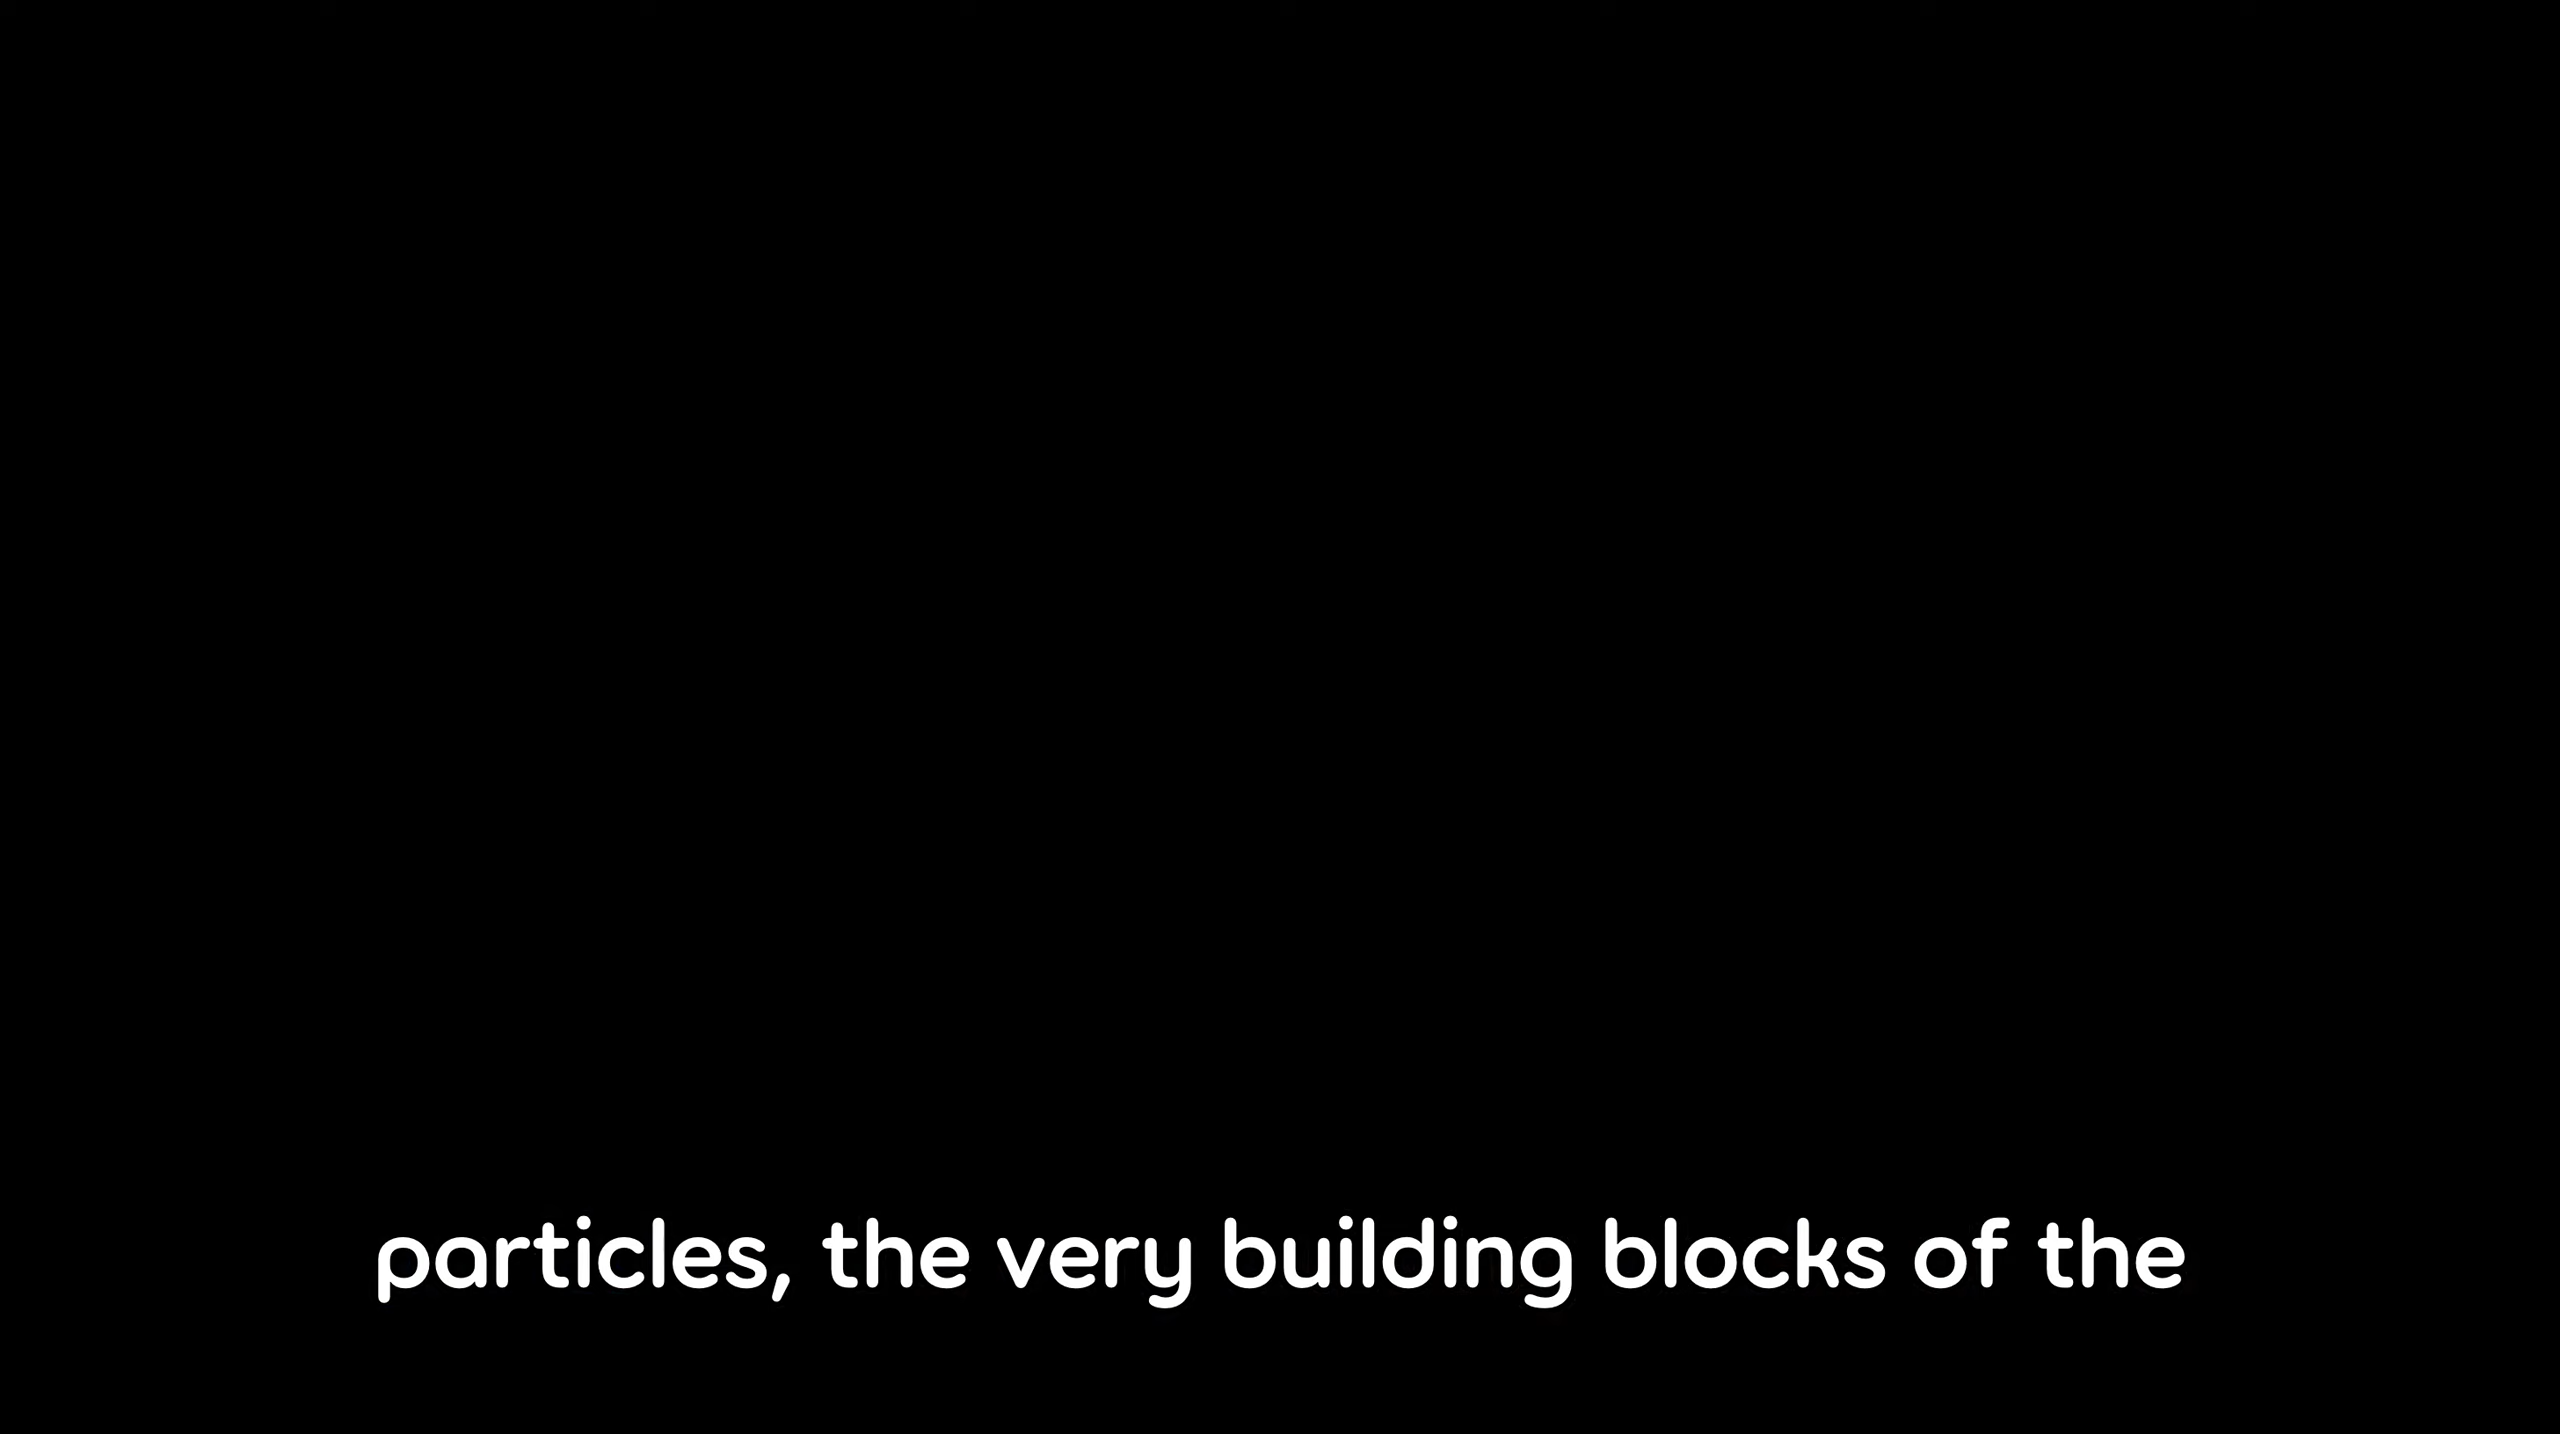 particles, the very building blocks of the